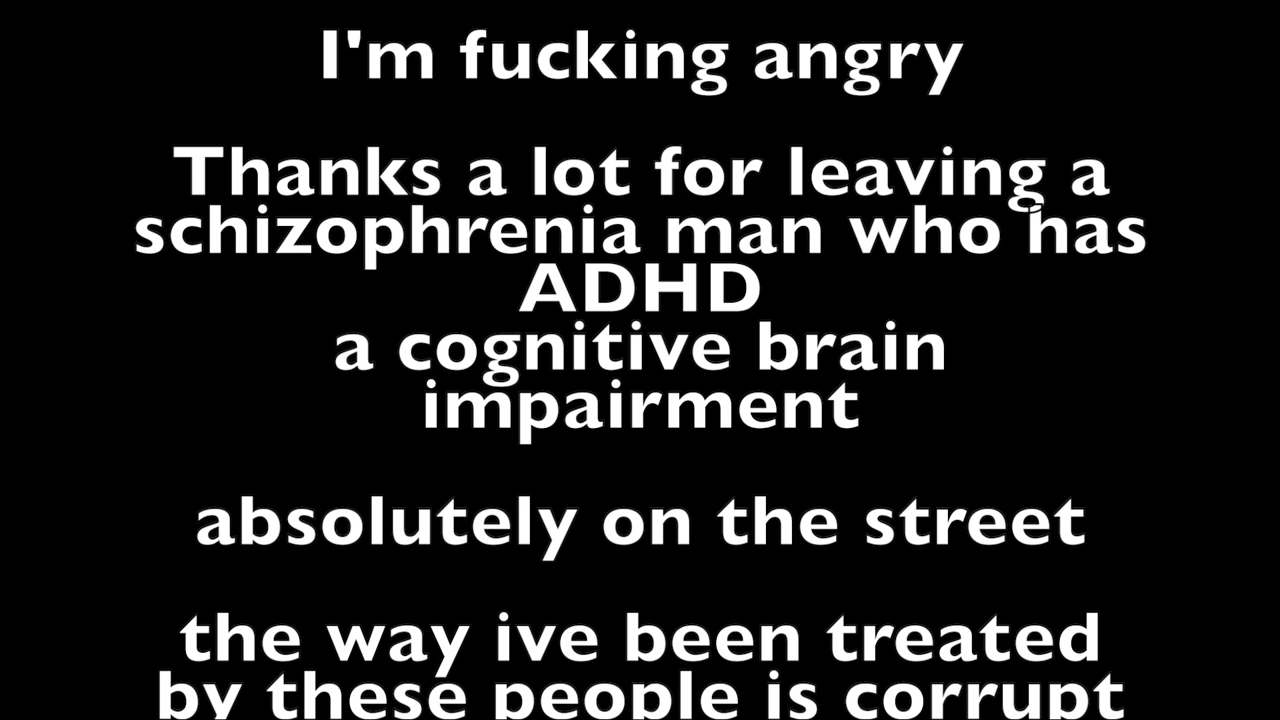 I'm fucking angry
Thanks a lot for leaving a
schizophrenia man who has
ADHD
a cognitive brain
impairment
absolutely on the street
the way ive been treated
by these people is corrupt